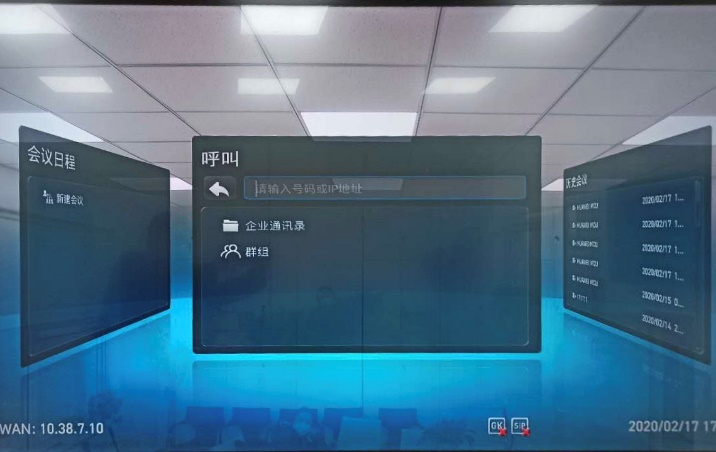 会议日程
新建会议
呼叫
请输入号码或IP地址
企业通讯录
群组
历史会议
HUAWEI MCU 2020/02/17 1...
HUAWEI MCU 2020/02/17 1...
HUAWEI MCU 2020/02/17 1...
HUAWEI MCU 2020/02/17 1...
HUAWEI MCU 2020/02/15 0...
2020/02/14 2...
WAN: 10.38.7.10
GK
SIP
2020/02/17 17